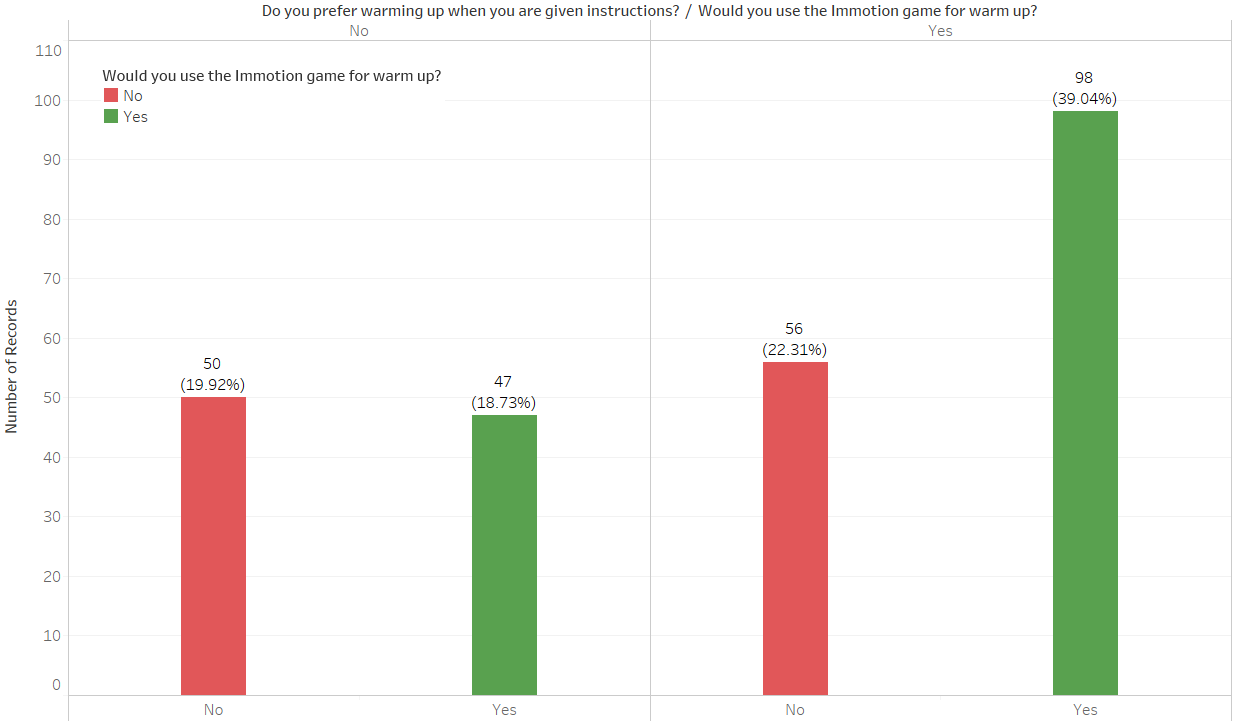 Do you prefer warming up when you are given instructions? / Would you use the Immotion game for warm up?
No
Yes
110
100
90
80
70
60
50
40
30
20
10
0
Number of Records
Would you use the Immotion game for warm up?
No
Yes
50
(19.92%)
47
(18.73%)
56
(22.31%)
98
(39.04%)
No
Yes
No
Yes